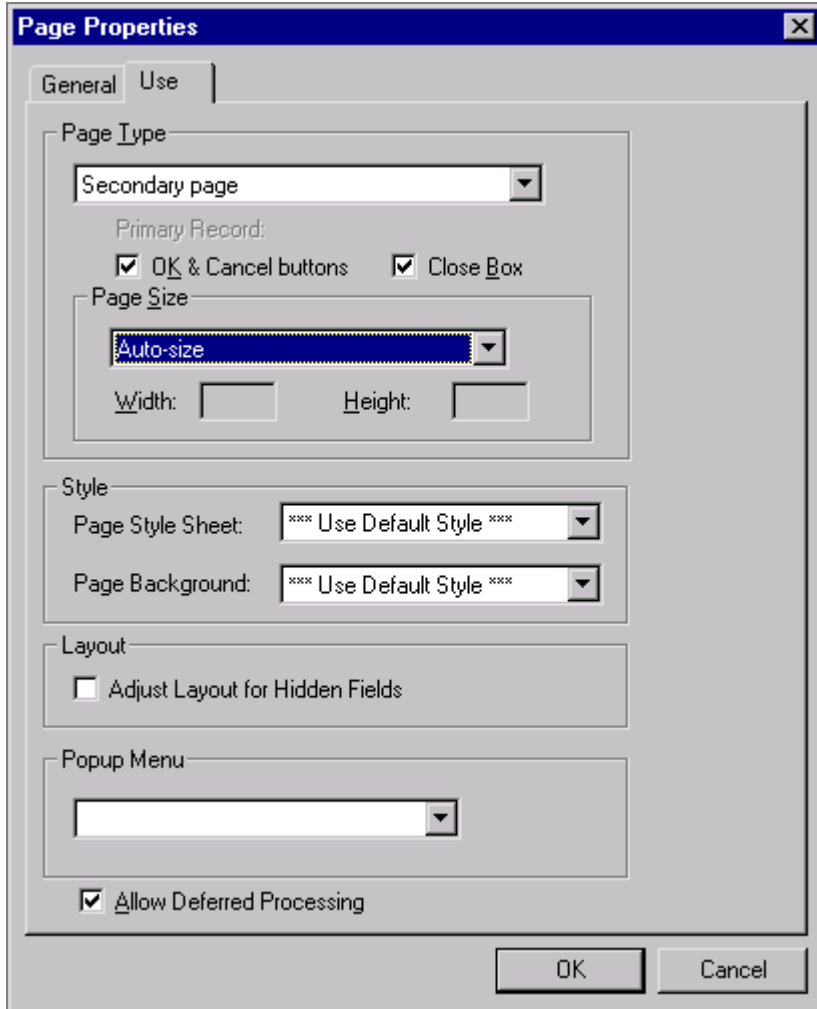 Page Properties
General Use
Page Type
Secondary page
Primary Record:
OK & Cancel buttons Close Box
Page Size
Auto-size
Width: Height:
Style
Page Style Sheet: *** Use Default Style ***
Page Background: *** Use Default Style ***
Layout
Adjust Layout for Hidden Fields
Popup Menu
Allow Deferred Processing
OK Cancel